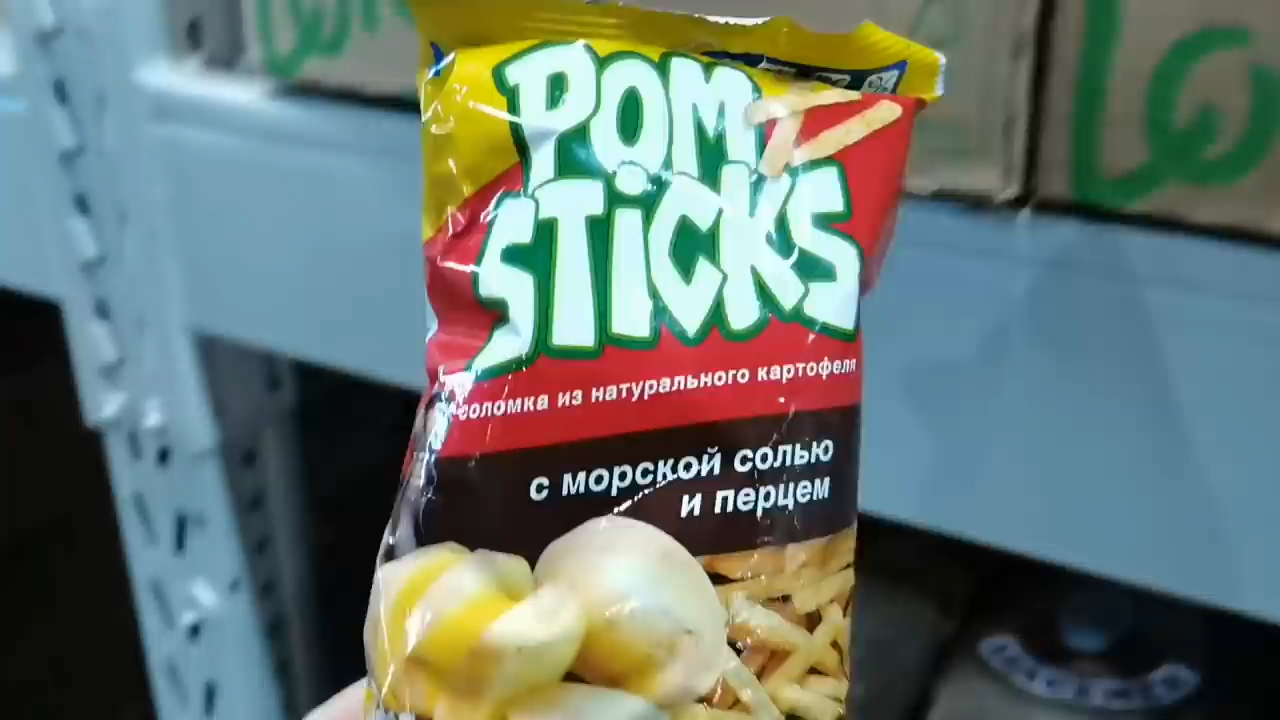 POM
STiCKS
соломка из натурального картофеля
с морской солью
и перцем